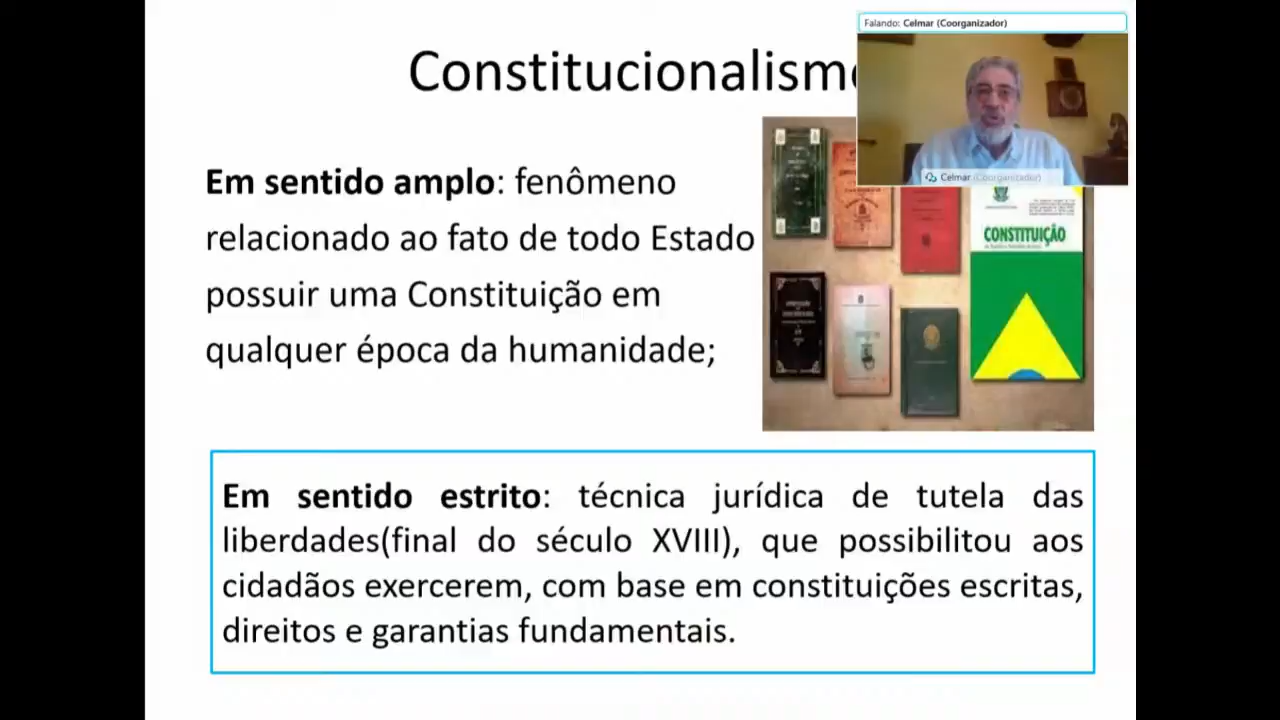 Falando: Celmar (Coorganizador)
Constitucionalismo
Celmar (Coorganizador)
Em sentido amplo: fenômeno
relacionado ao fato de todo Estado
possuir uma Constituição em
qualquer época da humanidade;
CONSTITUIÇÃO
Em sentido estrito: técnica jurídica de tutela das
liberdades(final do século XVIII), que possibilitou aos
cidadãos exercerem, com base em constituições escritas,
direitos e garantias fundamentais.